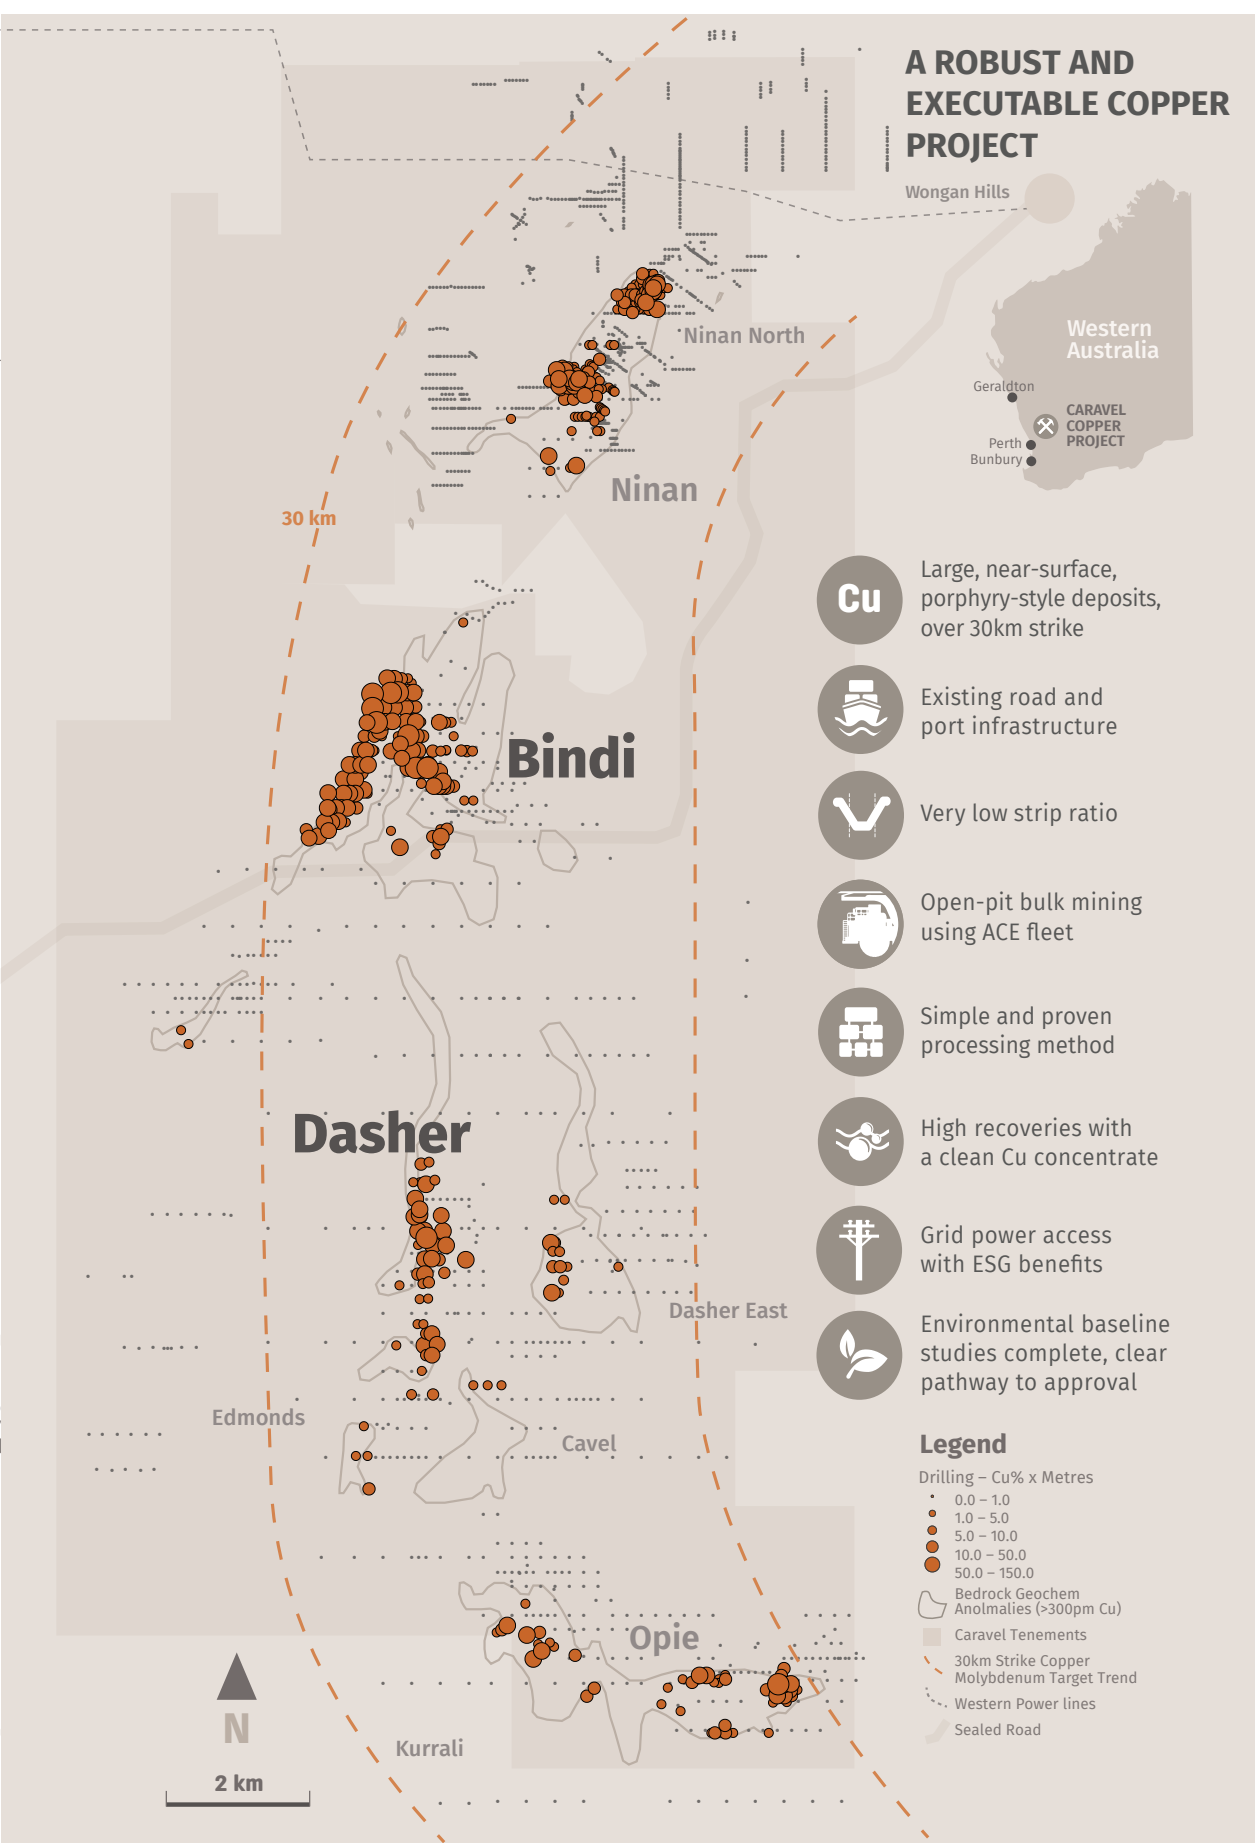 A ROBUST AND
EXECUTABLE COPPER
PROJECT
Wongan Hills
Western
Australia
Geraldton
CARAVEL
COPPER
PROJECT
Perth
Bunbury
Ninan North
Ninan
30 km
Cu
Large, near-surface,
porphyry-style deposits,
over 30km strike
Existing road and
port infrastructure
Bindi
Very low strip ratio
Open-pit bulk mining
using ACE fleet
Simple and proven
processing method
Dasher
High recoveries with
a clean Cu concentrate
Grid power access
with ESG benefits
Dasher East
Environmental baseline
studies complete, clear
pathway to approval
Edmonds
Cavel
Legend
Drilling – Cu% x Metres
0.0 – 1.0
1.0 – 5.0
5.0 – 10.0
10.0 – 50.0
50.0 – 150.0
Bedrock Geochem
Anolmalies (>300pm Cu)
Caravel Tenements
30km Strike Copper
Molybdenum Target Trend
Western Power lines
Sealed Road
Opie
N
Kurrali
2 km